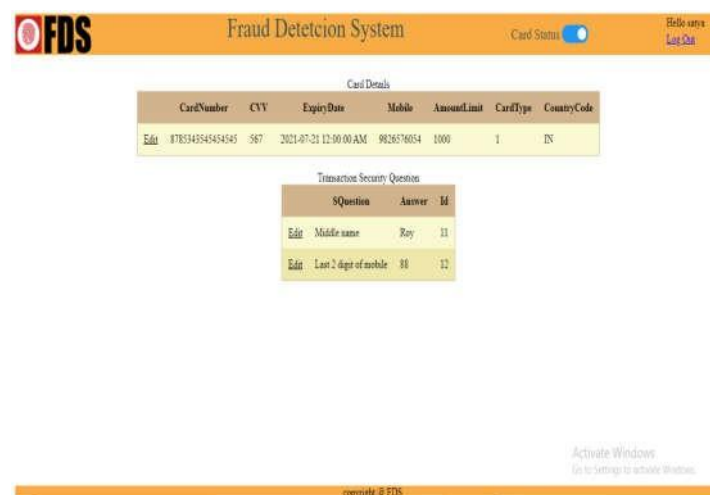 FDS Fraud Detetcion System Card Status Hello satya
Log Out
Card Details
CardNumber CVV ExpiryDate Mobile AmountLimit CardType CountryCode
Edit 8785343545454545 567 2021-07-21 12:00:00 AM 9826576054 1000 1 IN
Transaction Security Question
SQuestion Answer Id
Edit Middle name Roy 11
Edit Last 2 digit of mobile 88 12
Activate Windows
Go to Settings to activate Windows.
copyright @ FDS